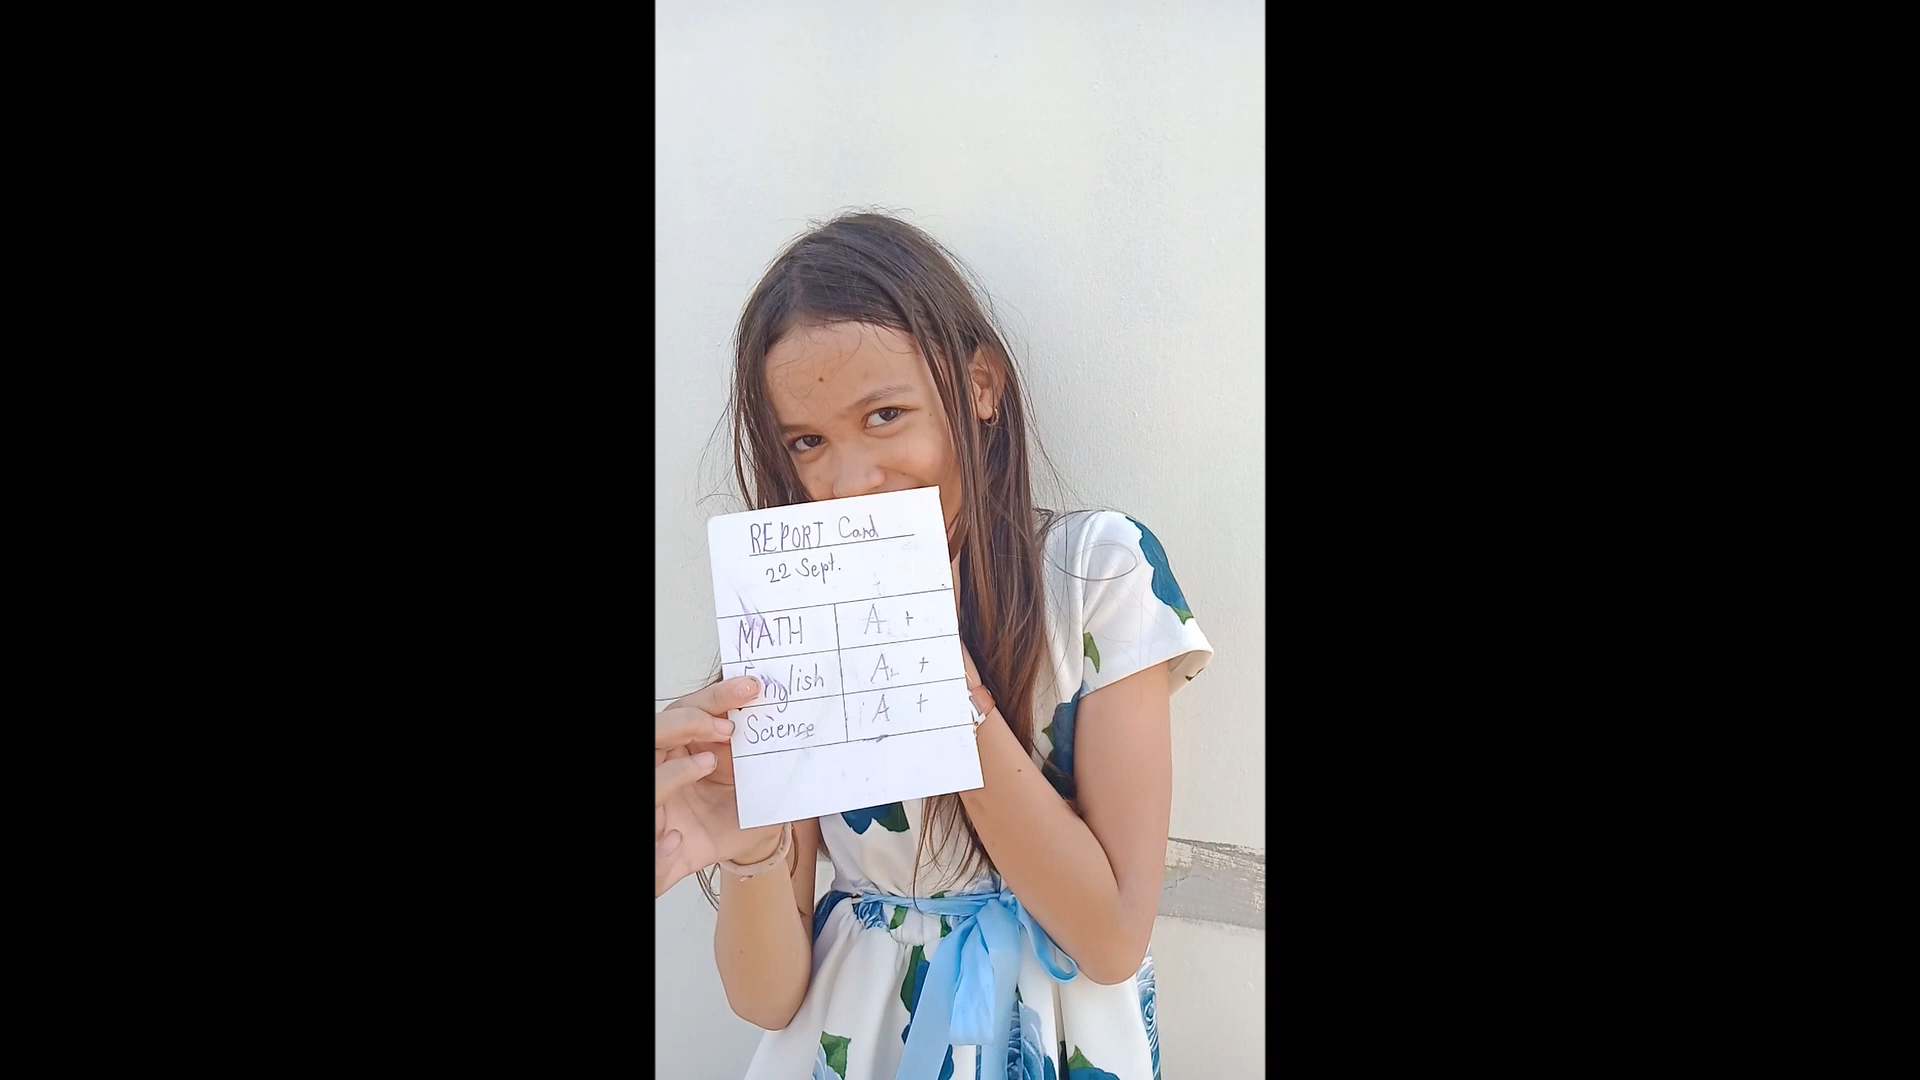 REPORT Card
22 Sept.
MATH A +
English A +
Science A +